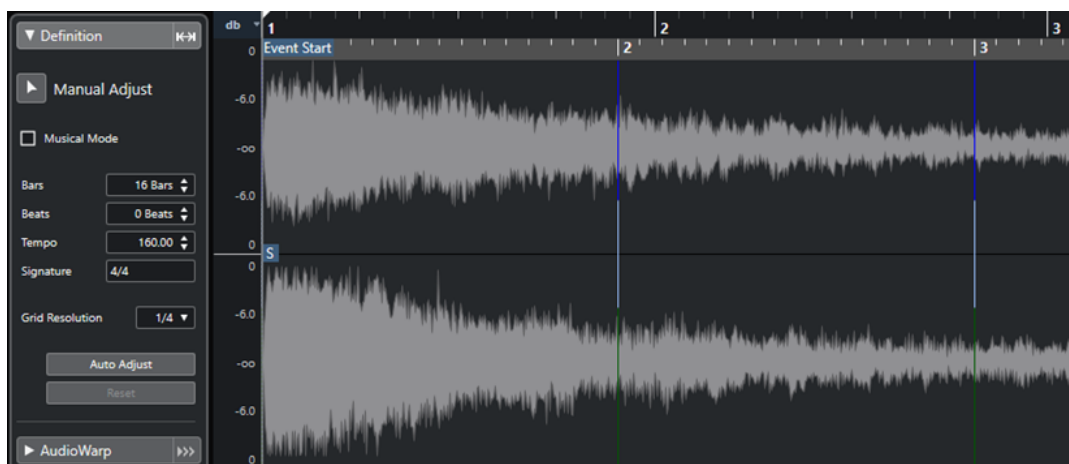 Definition
Manual Adjust
Musical Mode
Bars 16 Bars
Beats 0 Beats
Tempo 160.00
Signature 4/4
Grid Resolution 1/4
Auto Adjust
Reset
AudioWarp
db
1 2 3
Event Start 2 3
0
-6.0
-oo
-6.0
0
S
0
-6.0
-oo
-6.0
0